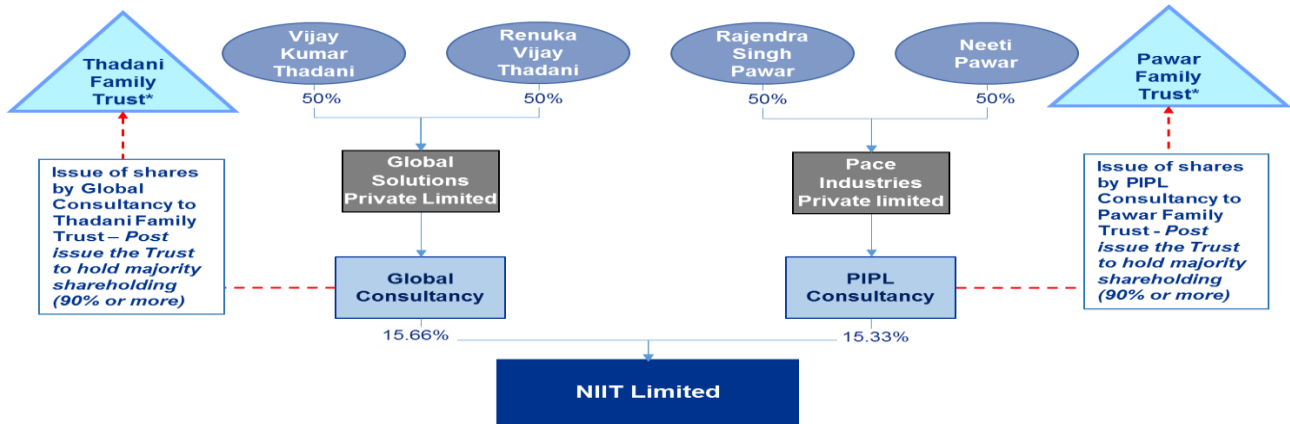 Thadani
Family
Trust*
Vijay
Kumar
Thadani
Renuka
Vijay
Thadani
Rajendra
Singh
Pawar
Neeti
Pawar
Pawar
Family
Trust*
50%
50%
50%
50%
Issue of shares
by Global
Consultancy to
Thadani Family
Trust – Post
issue the Trust
to hold majority
shareholding
(90% or more)
Global
Solutions
Private Limited
Pace
Industries
Private limited
Issue of shares
by PIPL
Consultancy to
Pawar Family
Trust - Post
issue the Trust
to hold majority
shareholding
(90% or more)
Global
Consultancy
PIPL
Consultancy
15.66%
15.33%
NIIT Limited